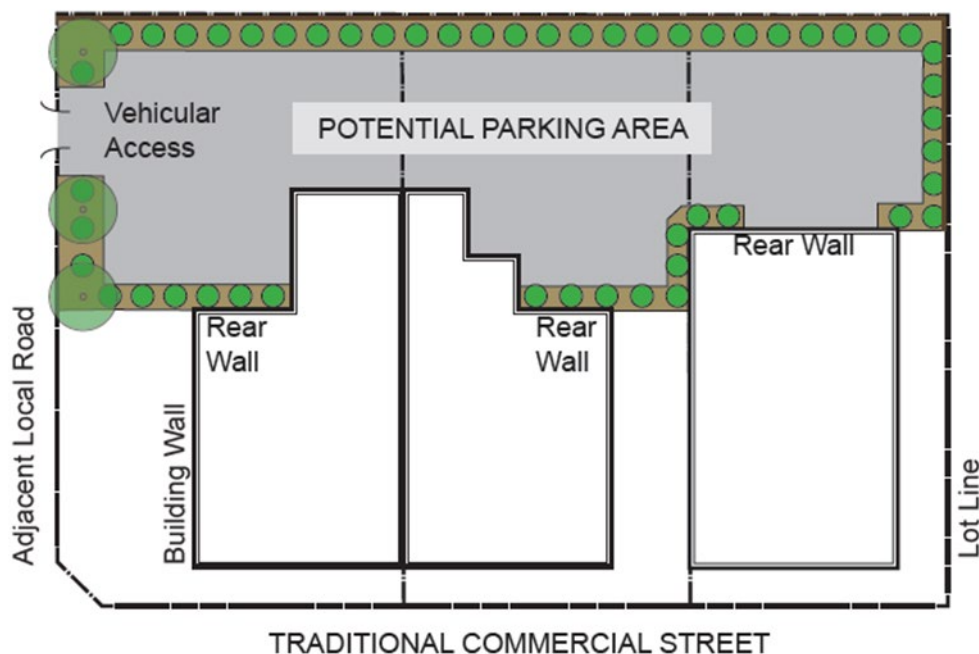 Vehicular
Access
POTENTIAL PARKING AREA
Rear Wall
Rear
Wall
Rear
Wall
Adjacent Local Road
Building Wall
Lot Line
TRADITIONAL COMMERCIAL STREET